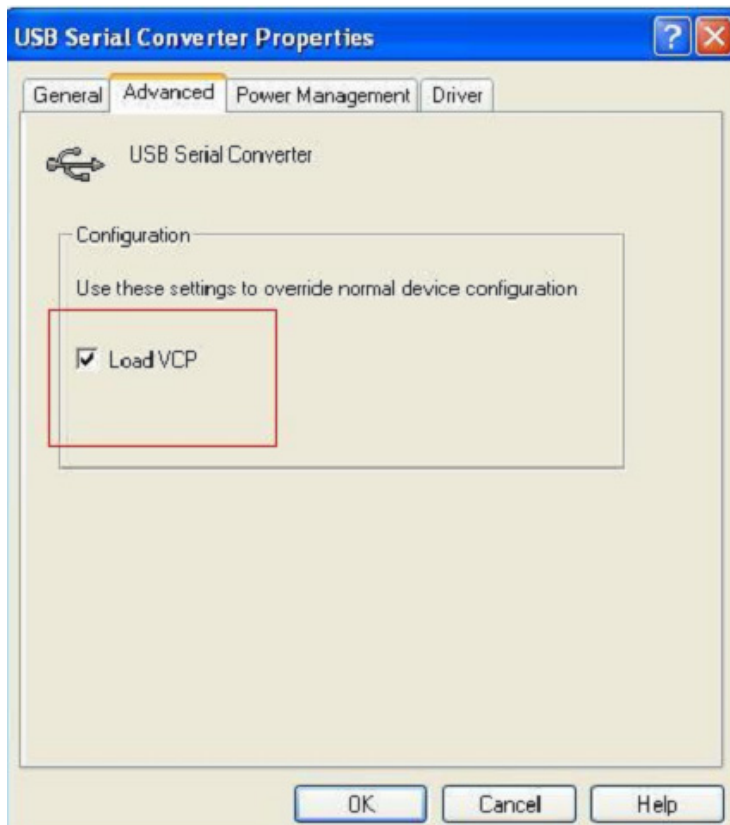 USB Serial Converter Properties
General Advanced Power Management Driver
USB Serial Converter
Configuration
Use these settings to override normal device configuration
Load VCP
OK Cancel Help